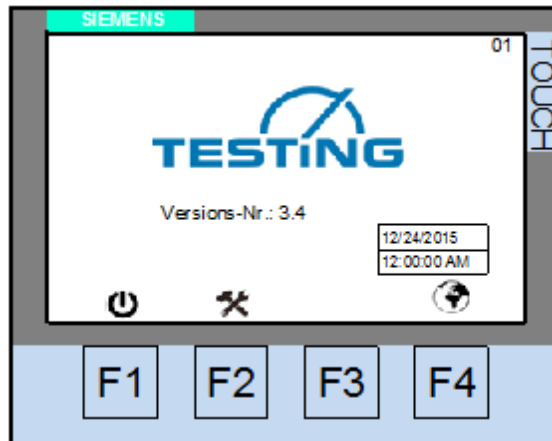 SIEMENS
01
TOUCH
TESTiNG
Versions-Nr.: 3.4
12/24/2015
12:00:00 AM
F1 F2 F3 F4